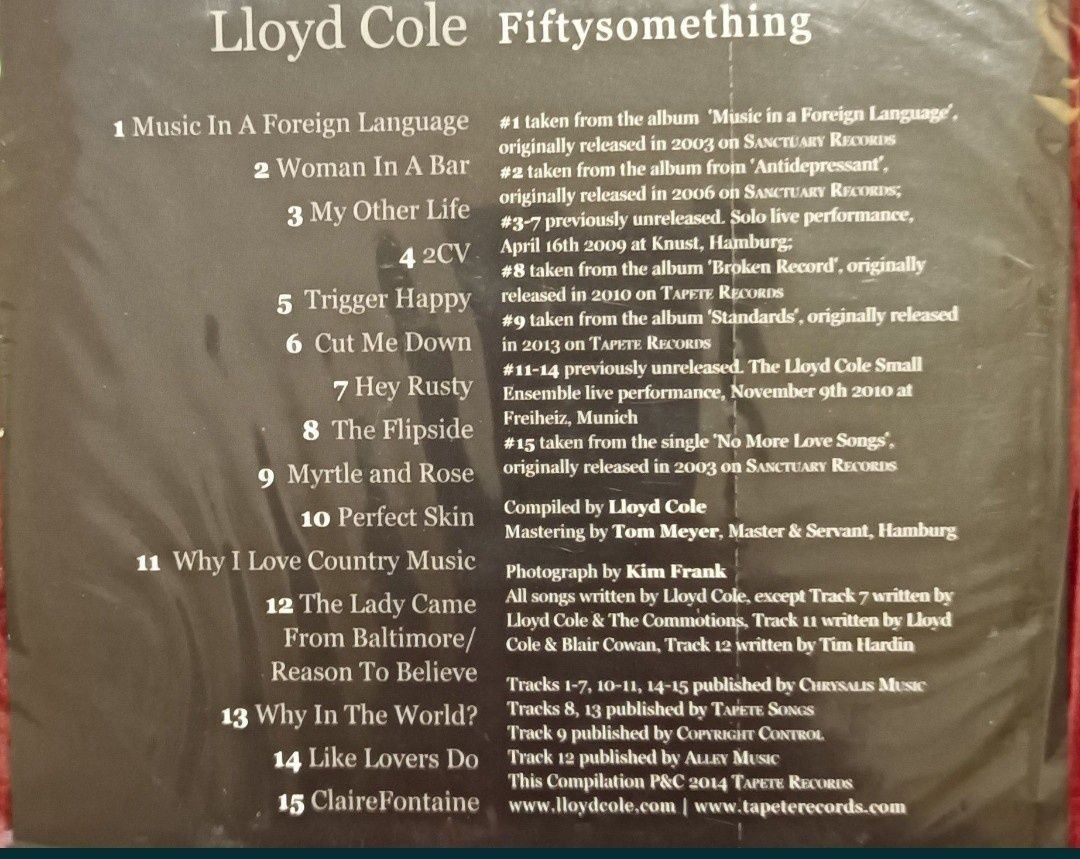 Lloyd Cole Fiftysomething
1 Music In A Foreign Language
2 Woman In A Bar
3 My Other Life
4 2CV
5 Trigger Happy
6 Cut Me Down
7 Hey Rusty
8 The Flipside
9 Myrtle and Rose
10 Perfect Skin
11 Why I Love Country Music
12 The Lady Came
From Baltimore/
Reason To Believe
13 Why In The World?
14 Like Lovers Do
15 ClaireFontaine
#1 taken from the album 'Music in a Foreign Language',
originally released in 2003 on SANCTUARY RECORDS
#2 taken from the album from 'Antidepressant',
originally released in 2006 on SANCTUARY RECORDS;
#3-7 previously unreleased. Solo live performance,
April 16th 2009 at Knust, Hamburg;
#8 taken from the album 'Broken Record', originally
released in 2010 on TAPETE RECORDS
#9 taken from the album 'Standards', originally released
in 2013 on TAPETE RECORDS
#11-14 previously unreleased. The Lloyd Cole Small
Ensemble live performance, November 9th 2010 at
Freiheiz, Munich
#15 taken from the single 'No More Love Songs',
originally released in 2003 on SANCTUARY RECORDS
Compiled by Lloyd Cole
Mastering by Tom Meyer, Master & Servant, Hamburg
Photograph by Kim Frank
All songs written by Lloyd Cole, except Track 7 written by
Lloyd Cole & The Commotions, Track 11 written by Lloyd
Cole & Blair Cowan, Track 12 written by Tim Hardin
Tracks 1-7, 10-11, 14-15 published by CHRYSALIS MUSIC
Tracks 8, 13 published by TAPETE SONGS
Track 9 published by COPYRIGHT CONTROL
Track 12 published by ALLEY MUSIC
This Compilation P&C 2014 TAPETE RECORDS
www.lloydcole.com | www.tapeterecords.com